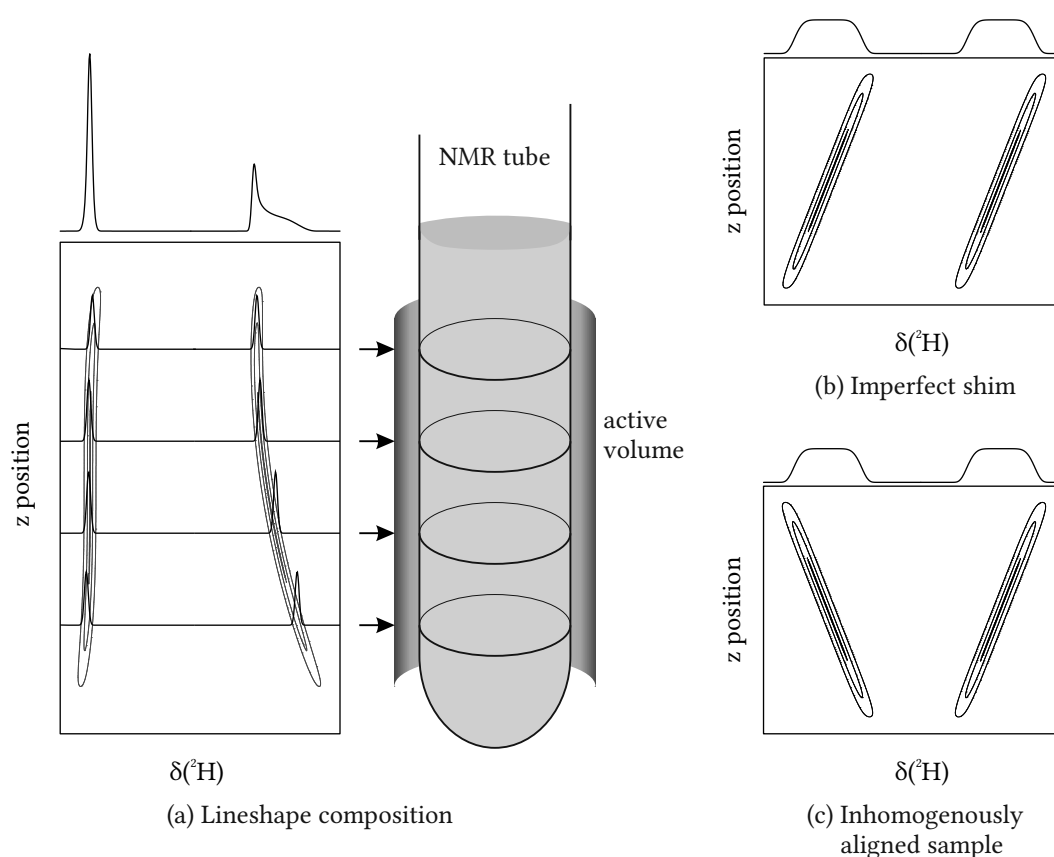 NMR tube
active
volume
z position
δ(²H)
(a) Lineshape composition
z position
δ(²H)
(b) Imperfect shim
z position
δ(²H)
(c) Inhomogenously
aligned sample